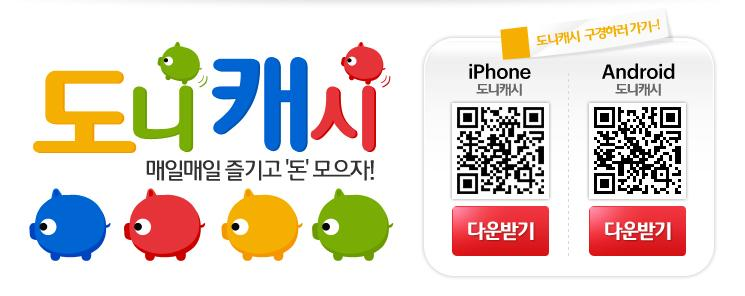 도니캐시
매일매일 즐기고 '돈' 모으자!
도니캐시 구경하러 가기~!
iPhone
도니캐시
다운받기
Android
도니캐시
다운받기